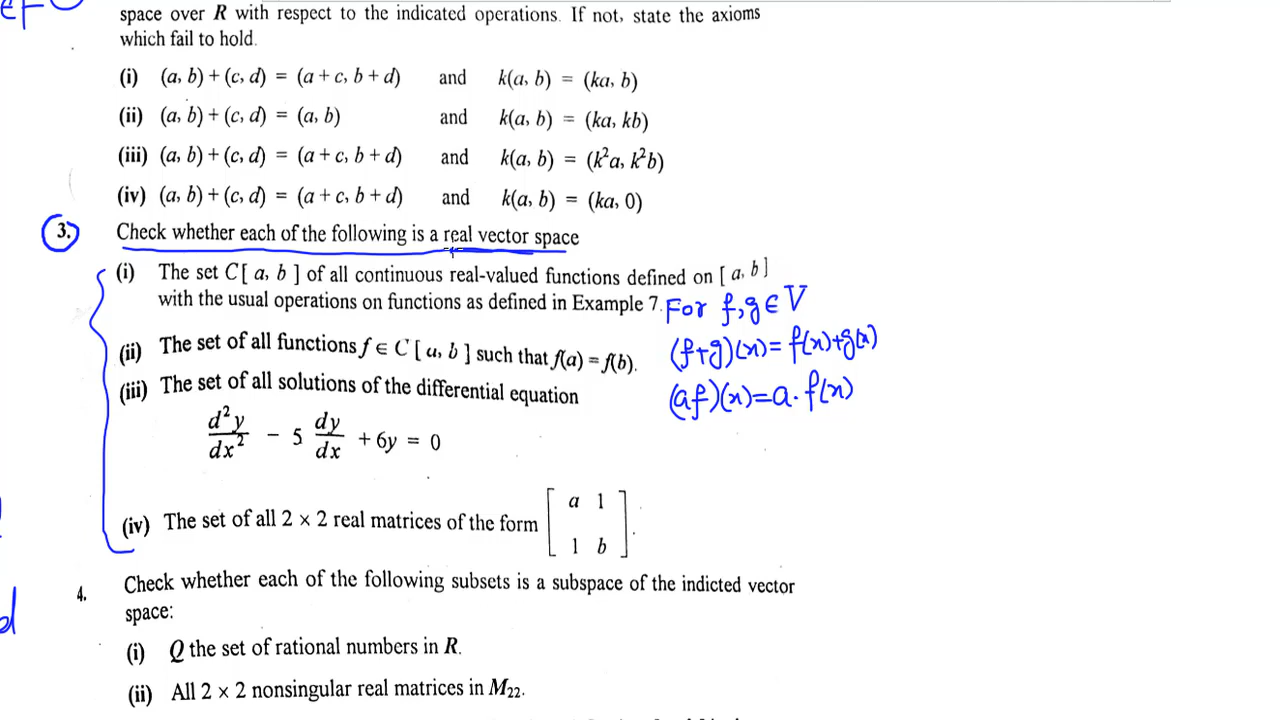 space over R with respect to the indicated operations. If not, state the axioms
which fail to hold.
(i) (a, b) + (c, d) = (a + c, b + d) and k(a, b) = (ka, b)
(ii) (a, b) + (c, d) = (a, b) and k(a, b) = (ka, kb)
(iii) (a, b) + (c, d) = (a + c, b + d) and k(a, b) = (k²a, k²b)
(iv) (a, b) + (c, d) = (a + c, b + d) and k(a, b) = (ka, 0)
3. Check whether each of the following is a real vector space
(i) The set C[ a, b ] of all continuous real-valued functions defined on [ a, b ]
with the usual operations on functions as defined in Example 7. For f, g ∈ V
(ii) The set of all functions f ∈ C [ a, b ] such that f(a) = f(b). (f+g)(x) = f(x)+g(x)
(iii) The set of all solutions of the differential equation (af)(x) = a. f(x)
d²y/dx² − 5 dy/dx + 6y = 0
(iv) The set of all 2 × 2 real matrices of the form [ a 1
1 b ].
4. Check whether each of the following subsets is a subspace of the indicted vector
space:
(i) Q the set of rational numbers in R.
(ii) All 2 × 2 nonsingular real matrices in M₂₂.